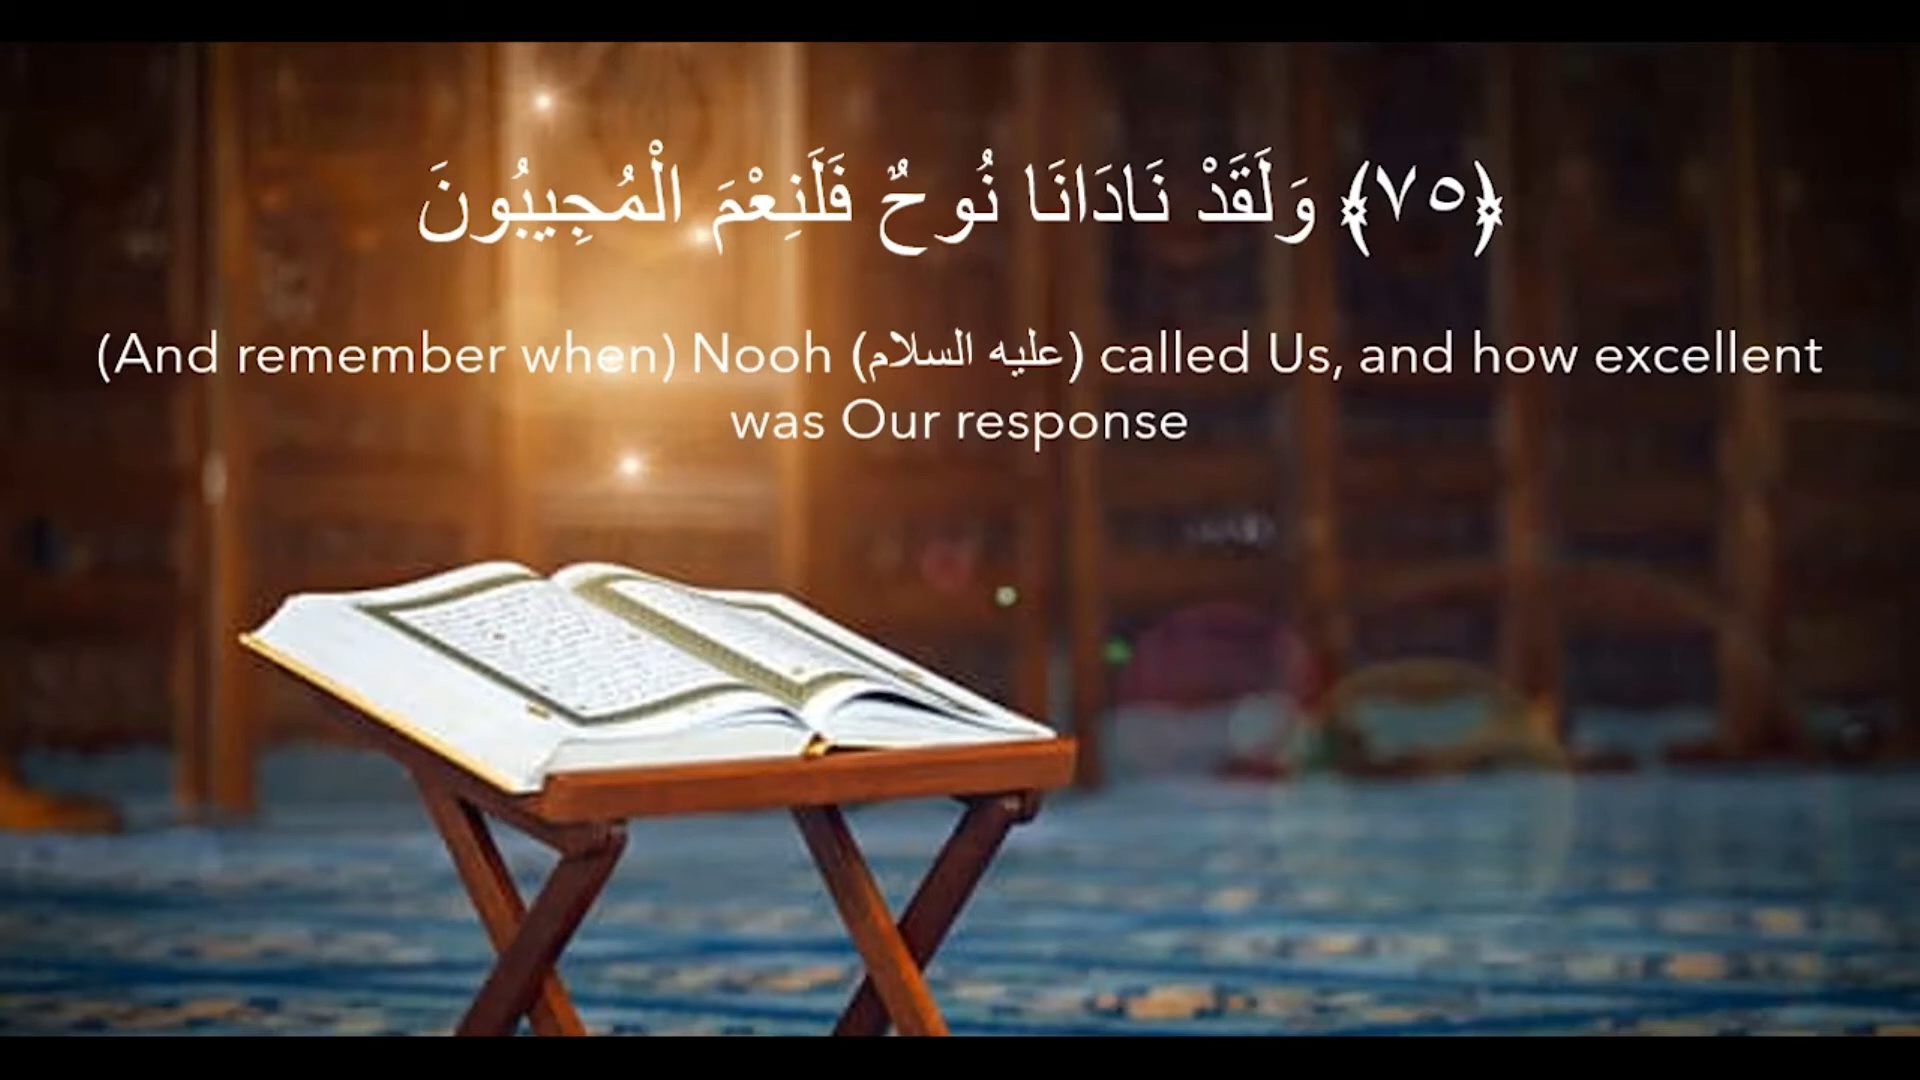 ﴿٧٥﴾ وَلَقَدْ نَادَانَا نُوحٌ فَلَنِعْمَ الْمُجِيبُونَ
(And remember when) Nooh (عليه السلام) called Us, and how excellent
was Our response